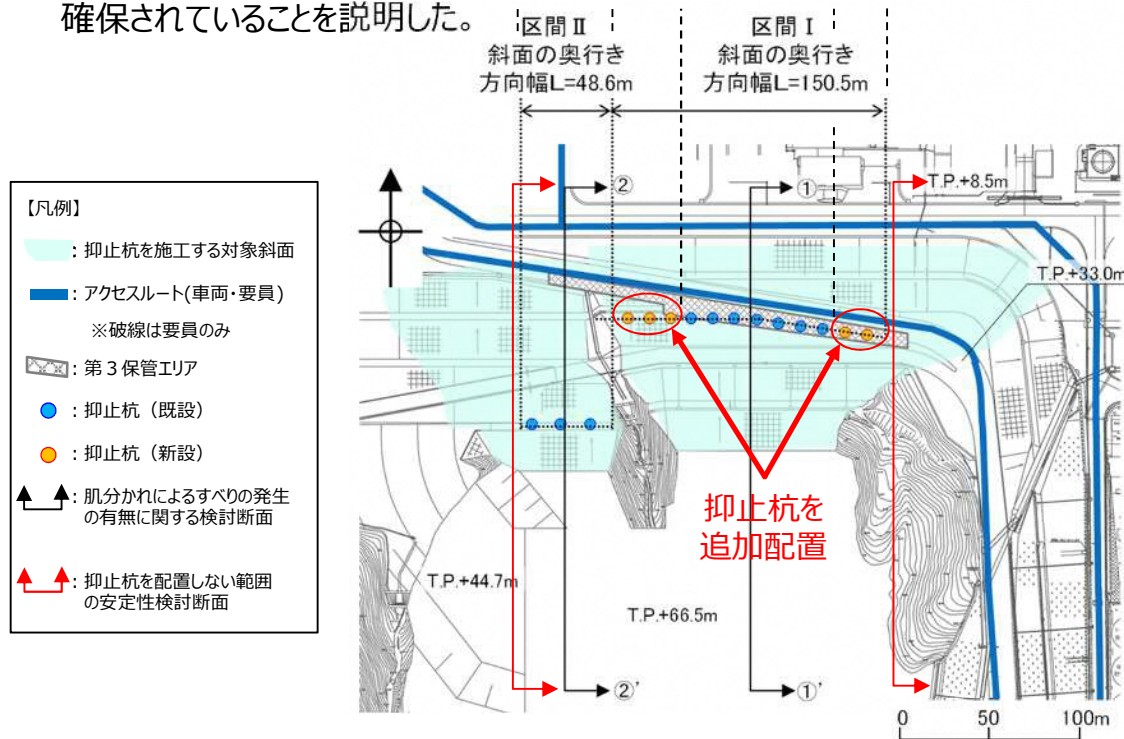 確保されていることを説明した。
区間Ⅱ
斜面の奥行き
方向幅L=48.6m
区間Ⅰ
斜面の奥行き
方向幅L=150.5m
【凡例】
：抑止杭を施工する対象斜面
：アクセスルート(車両・要員)
※破線は要員のみ
：第３保管エリア
：抑止杭（既設）
：抑止杭（新設）
：肌分かれによるすべりの発生
の有無に関する検討断面
：抑止杭を配置しない範囲
の安定性検討断面
②
①
T.P.+8.5m
T.P.+33.0m
抑止杭を
追加配置
T.P.+44.7m
T.P.+66.5m
②'
①'
0 50 100m